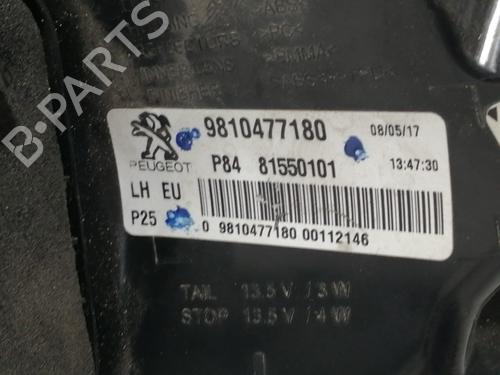 9810477180
08/05/17
PEUGEOT
P84 81550101
13:47:30
LH EU
P25
0 9810477180 00112146
TAIL 13.5 V / 3 W
STOP 13.5 V / 4 W